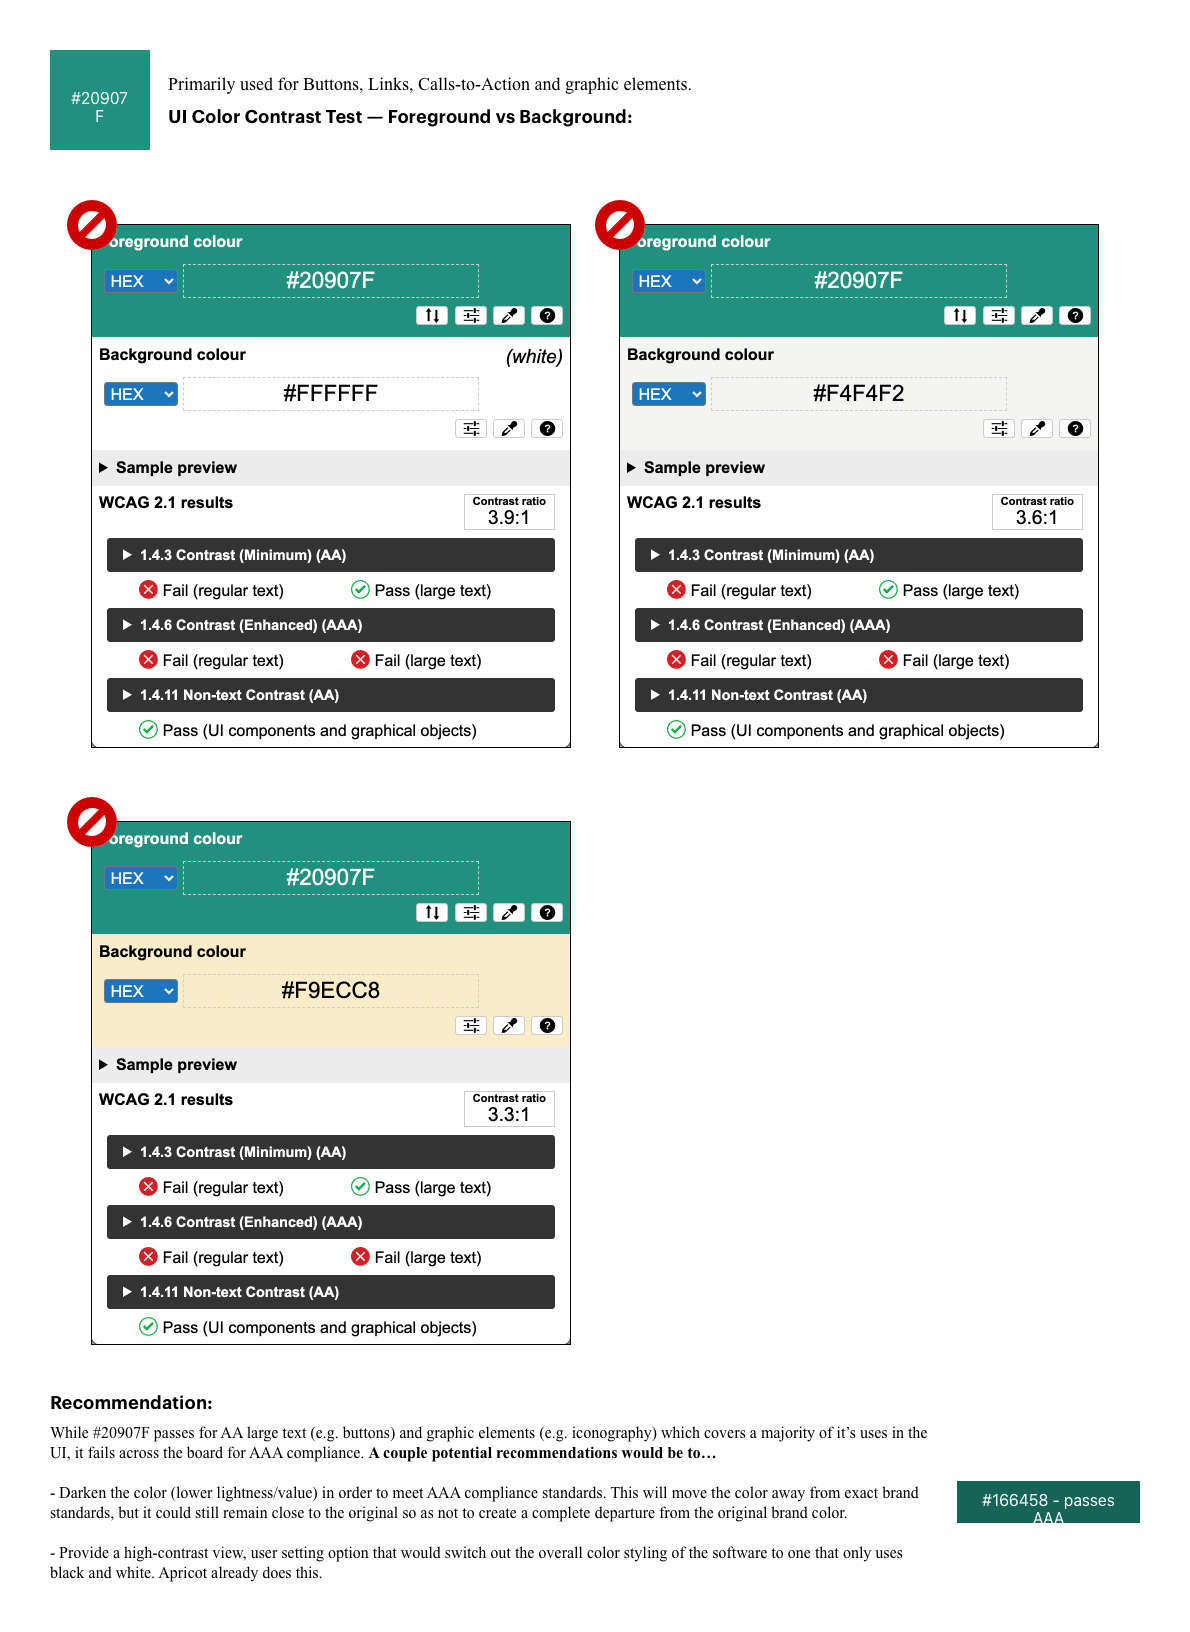 #20907
F
Primarily used for Buttons, Links, Calls-to-Action and graphic elements.
UI Color Contrast Test — Foreground vs Background:
oreground colour
HEX
#20907F
Background colour
(white)
HEX
#FFFFFF
Sample preview
WCAG 2.1 results
Contrast ratio
3.9:1
1.4.3 Contrast (Minimum) (AA)
Fail (regular text) Pass (large text)
1.4.6 Contrast (Enhanced) (AAA)
Fail (regular text) Fail (large text)
1.4.11 Non-text Contrast (AA)
Pass (UI components and graphical objects)
oreground colour
HEX
#20907F
Background colour
HEX
#F4F4F2
Sample preview
WCAG 2.1 results
Contrast ratio
3.6:1
1.4.3 Contrast (Minimum) (AA)
Fail (regular text) Pass (large text)
1.4.6 Contrast (Enhanced) (AAA)
Fail (regular text) Fail (large text)
1.4.11 Non-text Contrast (AA)
Pass (UI components and graphical objects)
oreground colour
HEX
#20907F
Background colour
HEX
#F9ECC8
Sample preview
WCAG 2.1 results
Contrast ratio
3.3:1
1.4.3 Contrast (Minimum) (AA)
Fail (regular text) Pass (large text)
1.4.6 Contrast (Enhanced) (AAA)
Fail (regular text) Fail (large text)
1.4.11 Non-text Contrast (AA)
Pass (UI components and graphical objects)
Recommendation:
While #20907F passes for AA large text (e.g. buttons) and graphic elements (e.g. iconography) which covers a majority of it’s uses in the
UI, it fails across the board for AAA compliance. A couple potential recommendations would be to…
- Darken the color (lower lightness/value) in order to meet AAA compliance standards. This will move the color away from exact brand
standards, but it could still remain close to the original so as not to create a complete departure from the original brand color.
#166458 - passes
AAA
- Provide a high-contrast view, user setting option that would switch out the overall color styling of the software to one that only uses
black and white. Apricot already does this.